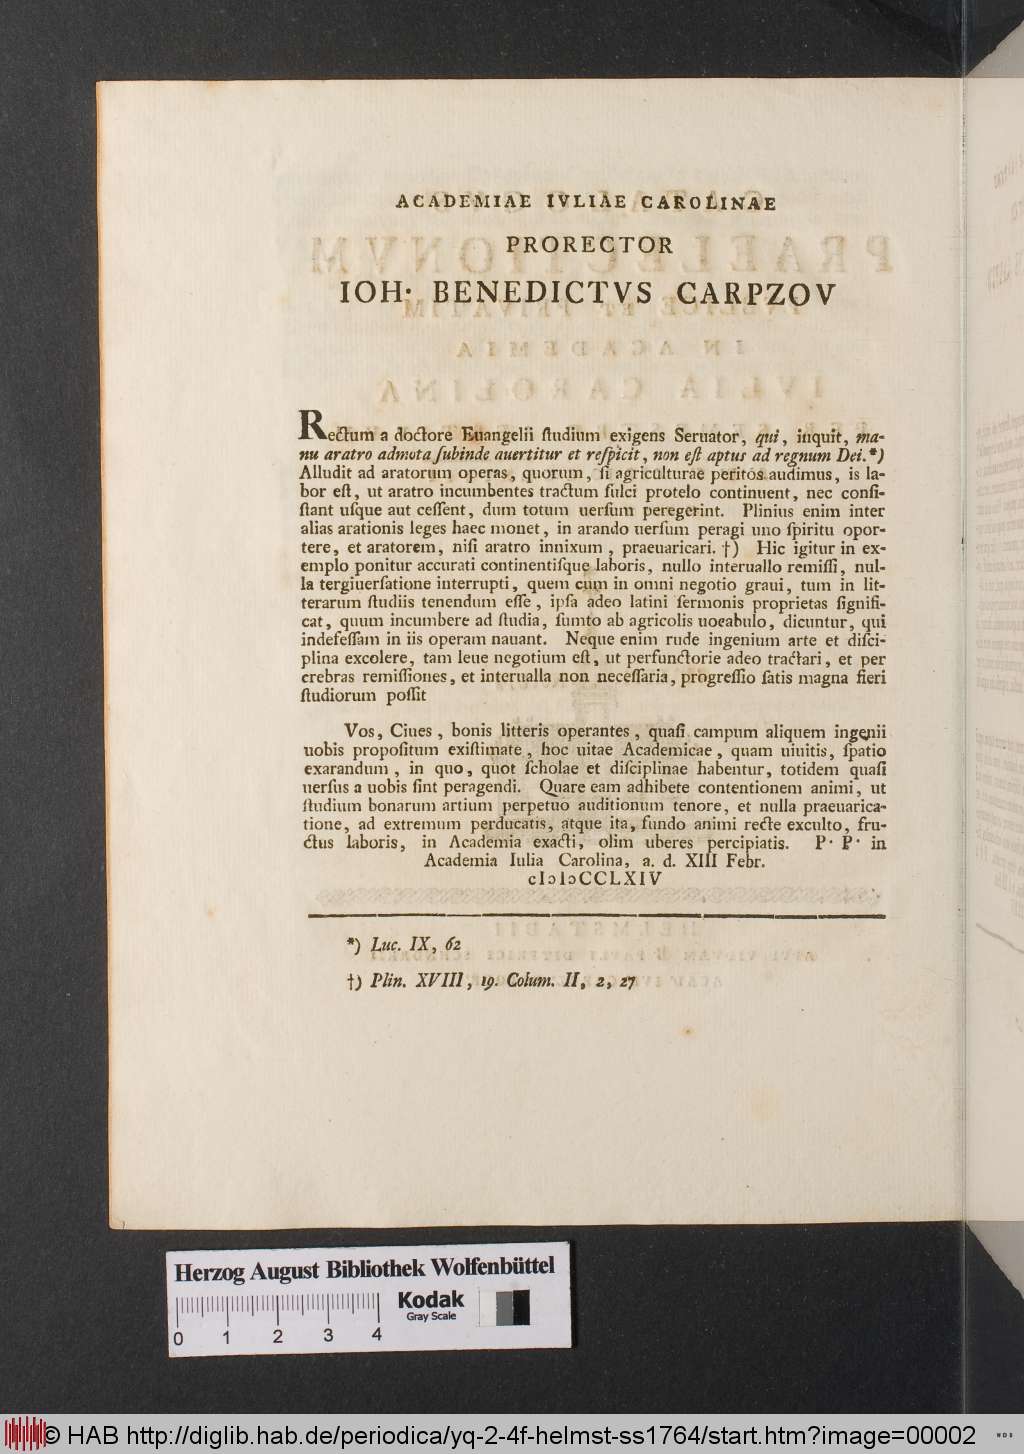 ACADEMIAE IVLIAE CAROLINAE
PRORECTOR
IOH. BENEDICTVS CARPZOV
Rectum a doctore Euangelii ſtudium exigens Seruator, qui, inquit, ma-
nu aratro admota ſubinde auertitur et reſpicit, non eſt aptus ad regnum Dei.*)
Alludit ad aratorum operas, quorum, ſi agriculturae peritos audimus, is la-
bor eſt, ut aratro incumbentes tractum ſulci protelo continuent, nec conſi-
ſtant uſque aut ceſſent, dum totum uerſum peregerint. Plinius enim inter
alias arationis leges haec monet, in arando uerſum peragi uno ſpiritu opor-
tere, et aratorem, niſi aratro innixum, praeuaricari. †) Hic igitur in ex-
emplo ponitur accurati continentiſque laboris, nullo interuallo remiſſi, nul-
la tergiuerſatione interrupti, quem cum in omni negotio graui, tum in lit-
terarum ſtudiis tenendum eſſe, ipſa adeo latini ſermonis proprietas ſignifi-
cat, quum incumbere ad ſtudia, ſumto ab agricolis uocabulo, dicuntur, qui
indefeſſam in iis operam nauant. Neque enim rude ingenium arte et diſci-
plina excolere, tam leue negotium eſt, ut perfunctorie adeo tractari, et per
crebras remiſſiones, et interualla non neceſſaria, progreſſio ſatis magna fieri
ſtudiorum poſſit
Vos, Ciues, bonis litteris operantes, quaſi campum aliquem ingenii
uobis propoſitum exiſtimate, hoc uitae Academicae, quam uiuitis, ſpatio
exarandum, in quo, quot ſcholae et diſciplinae habentur, totidem quaſi
uerſus a uobis ſint peragendi. Quare eam adhibete contentionem animi, ut
ſtudium bonarum artium perpetuo auditionum tenore, et nulla praeuarica-
tione, ad extremum perducatis, atque ita, fundo animi recte exculto, fru-
ctus laboris, in Academia exacti, olim uberes percipiatis. P. P. in
Academia Iulia Carolina, a. d. XIII Febr.
cIɔIɔCCLXIV
*) Luc. IX, 62
†) Plin. XVIII, 19. Colum. II, 2, 27
Herzog August Bibliothek Wolfenbüttel
Kodak
Gray Scale
0 1 2 3 4
© HAB http://diglib.hab.de/periodica/yq-2-4f-helmst-ss1764/start.htm?image=00002